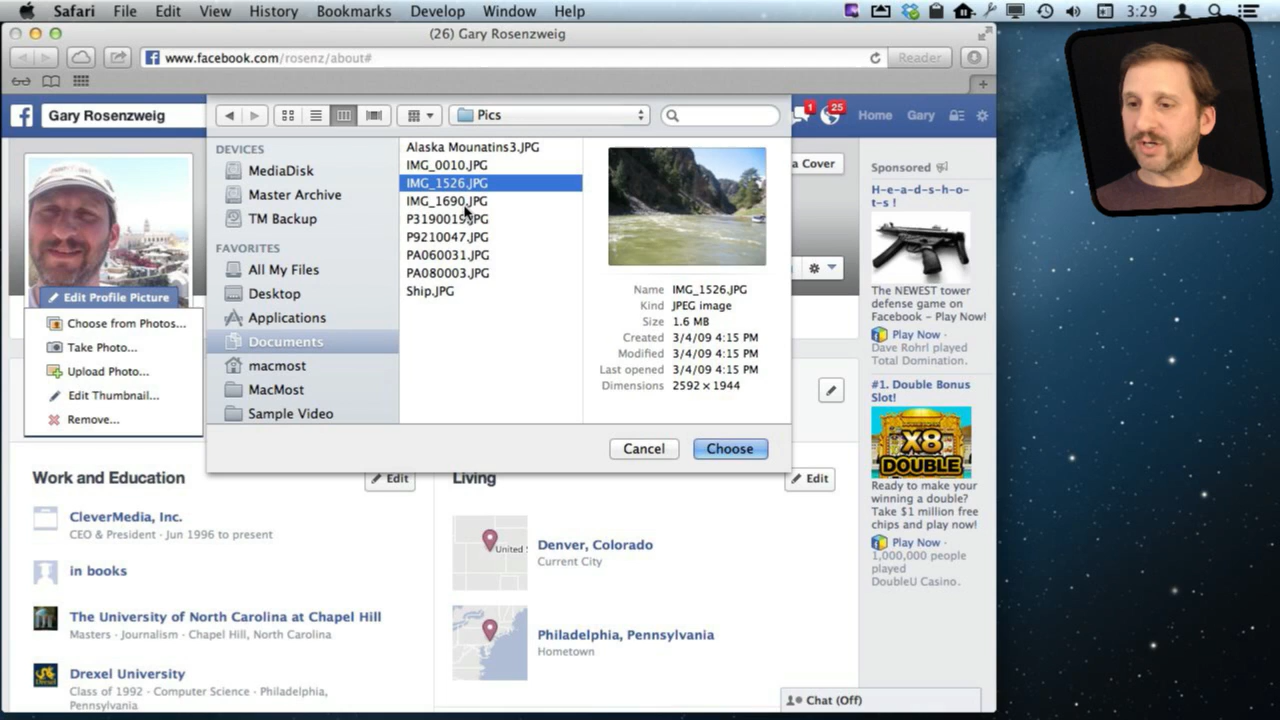 Safari File Edit View History Bookmarks Develop Window Help 3:29
(26) Gary Rosenzweig
www.facebook.com/rosenz/about#
Reader
Gary Rosenzweig
Pics
1
25
Home
Gary
a Cover
DEVICES
MediaDisk
Master Archive
TM Backup
FAVORITES
All My Files
Desktop
Applications
Documents
macmost
MacMost
Sample Video
Alaska Mounatins3.JPG
IMG_0010.JPG
IMG_1526.JPG
IMG_1690.JPG
P3190019.JPG
P9210047.JPG
PA060031.JPG
PA080003.JPG
Ship.JPG
Name IMG_1526.JPG
Kind JPEG image
Size 1.6 MB
Created 3/4/09 4:15 PM
Modified 3/4/09 4:15 PM
Last opened 3/4/09 4:15 PM
Dimensions 2592 × 1944
Cancel
Choose
Edit Profile Picture
Choose from Photos...
Take Photo...
Upload Photo...
Edit Thumbnail...
Remove...
Work and Education
Edit
CleverMedia, Inc.
CEO & President · Jun 1996 to present
in books
The University of North Carolina at Chapel Hill
Masters · Journalism · Chapel Hill, North Carolina
Drexel University
Class of 1992 · Computer Science · Philadelphia,
Pennsylvania
Living
Edit
United S
Denver, Colorado
Current City
Philadelphia, Pennsylvania
Hometown
Sponsored
H-e-a-d-s-h-o-
t-s !
The NEWEST tower
defense game on
Facebook - Play Now!
Play Now ·
Dave Rohrl played
Total Domination.
#1. Double Bonus
Slot!
X8
DOUBLE
Ready to make your
winning a double?
Take $1 million free
chips and play now!
Play Now ·
1,000,000 people
played
DoubleU Casino.
Chat (Off)